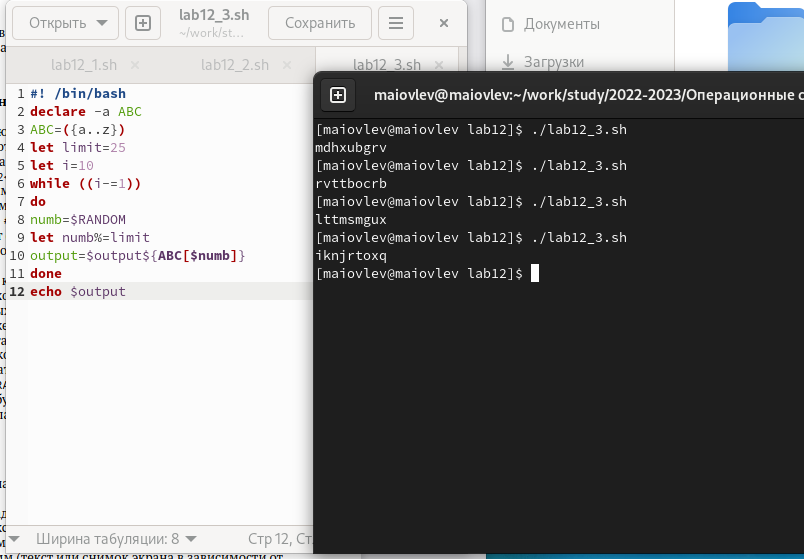 Открыть
lab12_3.sh
~/work/st...
Сохранить
lab12_1.sh
lab12_2.sh
lab12_3.sh
1 #! /bin/bash
2 declare -a ABC
3 ABC=({a..z})
4 let limit=25
5 let i=10
6 while ((i-=1))
7 do
8 numb=$RANDOM
9 let numb%=limit
10 output=$output${ABC[$numb]}
11 done
12 echo $output
Ширина табуляции: 8
Стр 12, Ст
Документы
Загрузки
maiovlev@maiovlev:~/work/study/2022-2023/Операционные с
[maiovlev@maiovlev lab12]$ ./lab12_3.sh
mdhxubgrv
[maiovlev@maiovlev lab12]$ ./lab12_3.sh
rvttbocrb
[maiovlev@maiovlev lab12]$ ./lab12_3.sh
lttmsmgux
[maiovlev@maiovlev lab12]$ ./lab12_3.sh
iknjrtoxq
[maiovlev@maiovlev lab12]$